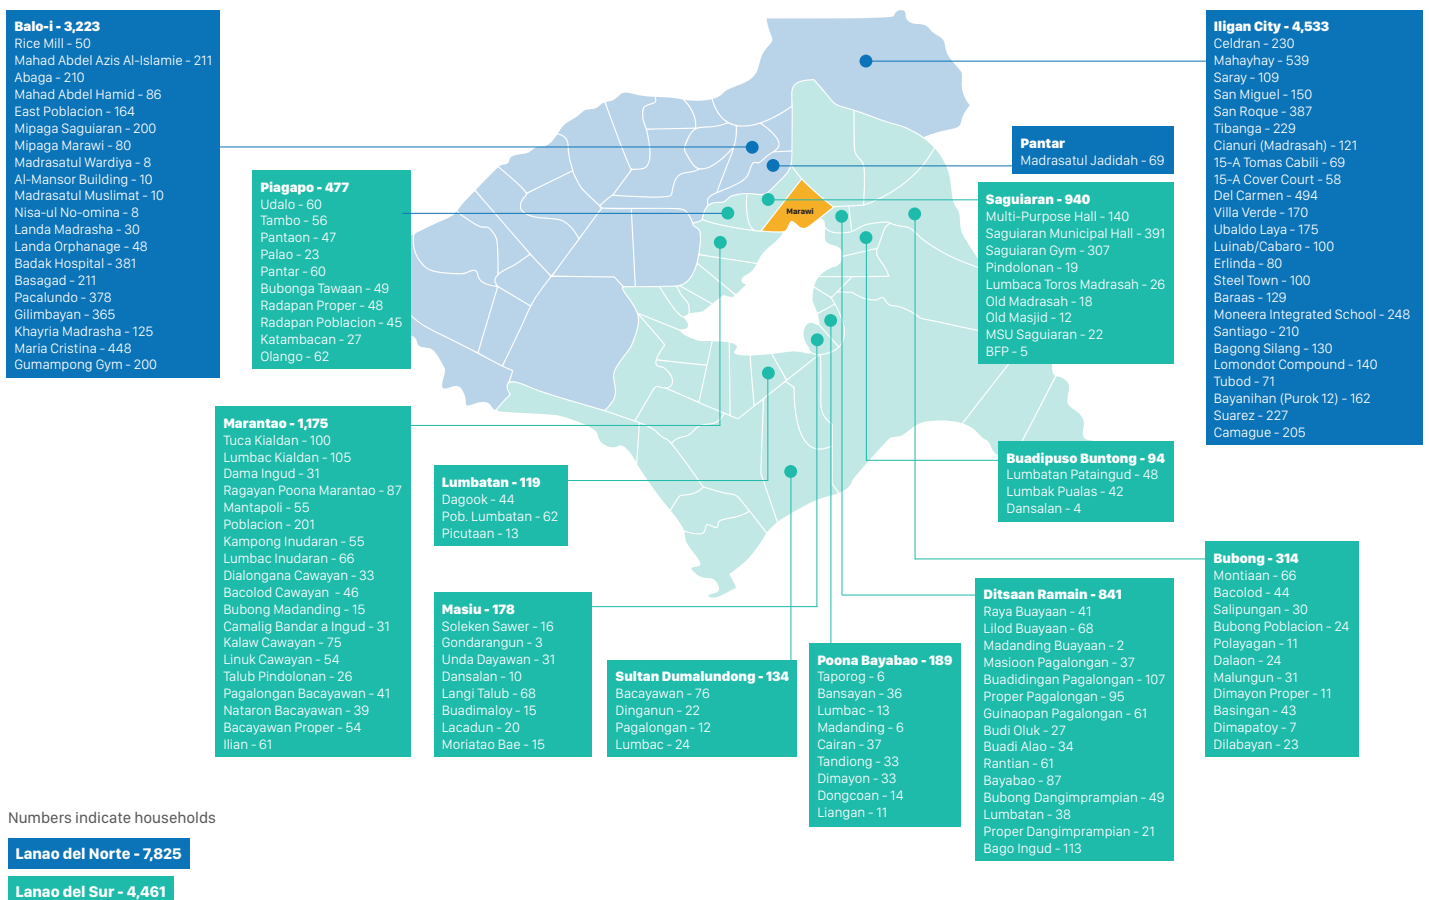 Balo-i - 3,223
Rice Mill - 50
Mahad Abdel Azis Al-Islamie - 211
Abaga - 210
Mahad Abdel Hamid - 86
East Poblacion - 164
Mipaga Saguiaran - 200
Mipaga Marawi - 80
Madrasatul Wardiya - 8
Al-Mansor Building - 10
Madrasatul Muslimat - 10
Nisa-ul No-omina - 8
Landa Madrasha - 30
Landa Orphanage - 48
Badak Hospital - 381
Basagad - 211
Pacalundo - 378
Gilimbayan - 365
Khayria Madrasha - 125
Maria Cristina - 448
Gumampong Gym - 200
Iligan City - 4,533
Celdran - 230
Mahayhay - 539
Saray - 109
San Miguel - 150
San Roque - 387
Tibanga - 229
Cianuri (Madrasah) - 121
15-A Tomas Cabili - 69
15-A Cover Court - 58
Del Carmen - 494
Villa Verde - 170
Ubaldo Laya - 175
Luinab/Cabaro - 100
Erlinda - 80
Steel Town - 100
Baraas - 129
Moneera Integrated School - 248
Santiago - 210
Bagong Silang - 130
Lomondot Compound - 140
Tubod - 71
Bayanihan (Purok 12) - 162
Suarez - 227
Camague - 205
Pantar
Madrasatul Jadidah - 69
Piagapo - 477
Udalo - 60
Tambo - 56
Pantaon - 47
Palao - 23
Pantar - 60
Bubonga Tawaan - 49
Radapan Proper - 48
Radapan Poblacion - 45
Katambacan - 27
Olango - 62
Marawi
Saguiaran - 940
Multi-Purpose Hall - 140
Saguiaran Municipal Hall - 391
Saguiaran Gym - 307
Pindolonan - 19
Lumbaca Toros Madrasah - 26
Old Madrasah - 18
Old Masjid - 12
MSU Saguiaran - 22
BFP - 5
Marantao - 1,175
Tuca Kialdan - 100
Lumbac Kialdan - 105
Dama Ingud - 31
Ragayan Poona Marantao - 87
Mantapoli - 55
Poblacion - 201
Kampong Inudaran - 55
Lumbac Inudaran - 66
Dialongana Cawayan - 33
Bacolod Cawayan - 46
Bubong Madanding - 15
Camalig Bandar a Ingud - 31
Kalaw Cawayan - 75
Linuk Cawayan - 54
Talub Pindolonan - 26
Pagalongan Bacayawan - 41
Nataron Bacayawan - 39
Bacayawan Proper - 54
Ilian - 61
Lumbatan - 119
Dagook - 44
Pob. Lumbatan - 62
Picutaan - 13
Buadipuso Buntong - 94
Lumbatan Pataingud - 48
Lumbak Pualas - 42
Dansalan - 4
Masiu - 178
Soleken Sawer - 16
Gondarangun - 3
Unda Dayawan - 31
Dansalan - 10
Langi Talub - 68
Buadimaloy - 15
Lacadun - 20
Moriatao Bae - 15
Sultan Dumalundong - 134
Bacayawan - 76
Dinganun - 22
Pagalongan - 12
Lumbac - 24
Poona Bayabao - 189
Taporog - 6
Bansayan - 36
Lumbac - 13
Madanding - 6
Cairan - 37
Tandiong - 33
Dimayon - 33
Dongcoan - 14
Liangan - 11
Ditsaan Ramain - 841
Raya Buayaan - 41
Lilod Buayaan - 68
Madanding Buayaan - 2
Masioon Pagalongan - 37
Buadidingan Pagalongan - 107
Proper Pagalongan - 95
Guinaopan Pagalongan - 61
Budi Oluk - 27
Buadi Alao - 34
Rantian - 61
Bayabao - 87
Bubong Dangimprampian - 49
Lumbatan - 38
Proper Dangimprampian - 21
Bago Ingud - 113
Bubong - 314
Montiaan - 66
Bacolod - 44
Salipungan - 30
Bubong Poblacion - 24
Polayagan - 11
Dalaon - 24
Malungun - 31
Dimayon Proper - 11
Basingan - 43
Dimapatoy - 7
Dilabayan - 23
Numbers indicate households
Lanao del Norte - 7,825
Lanao del Sur - 4,461